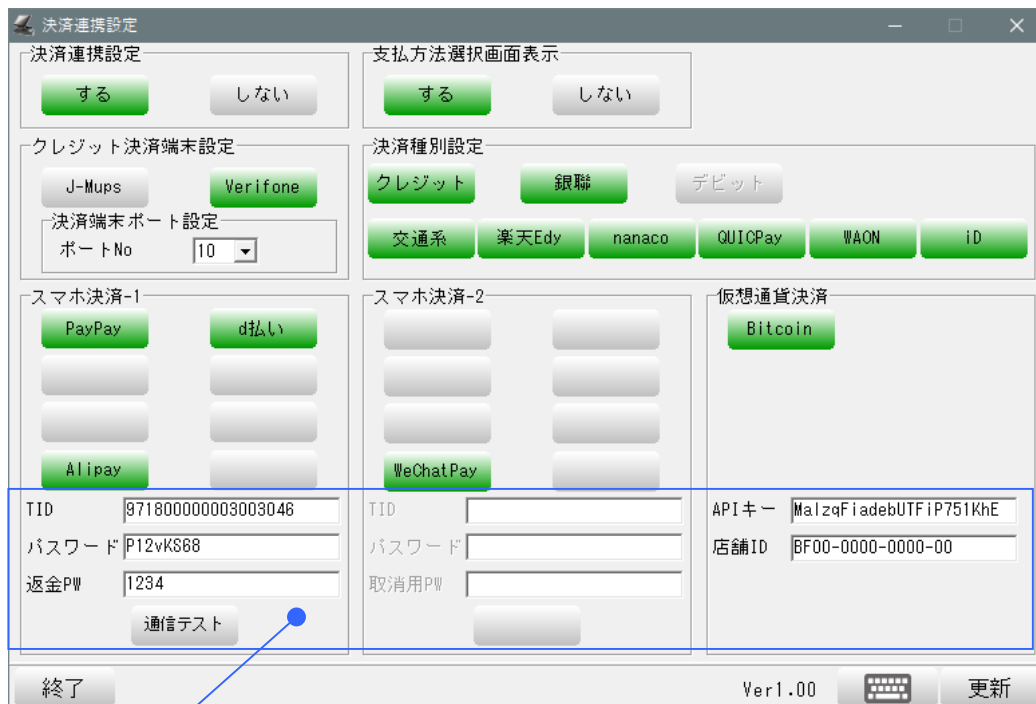 決済連携設定
決済連携設定
する しない
支払方法選択画面表示
する しない
クレジット決済端末設定
J-Mups Verifone
決済端末ポート設定
ポートNo 10
決済種別設定
クレジット 銀聯 デビット
交通系 楽天Edy nanaco QUICPay WAON iD
スマホ決済-1
PayPay d払い
Alipay
TID 971800000003003046
パスワード P12vKS68
返金PW 1234
通信テスト
スマホ決済-2
WeChatPay
TID
パスワード
取消用PW
仮想通貨決済
Bitcoin
APIキー MalzqFiadebUTFiP751KhE
店舗ID BF00-0000-0000-00
終了 Ver1.00 更新